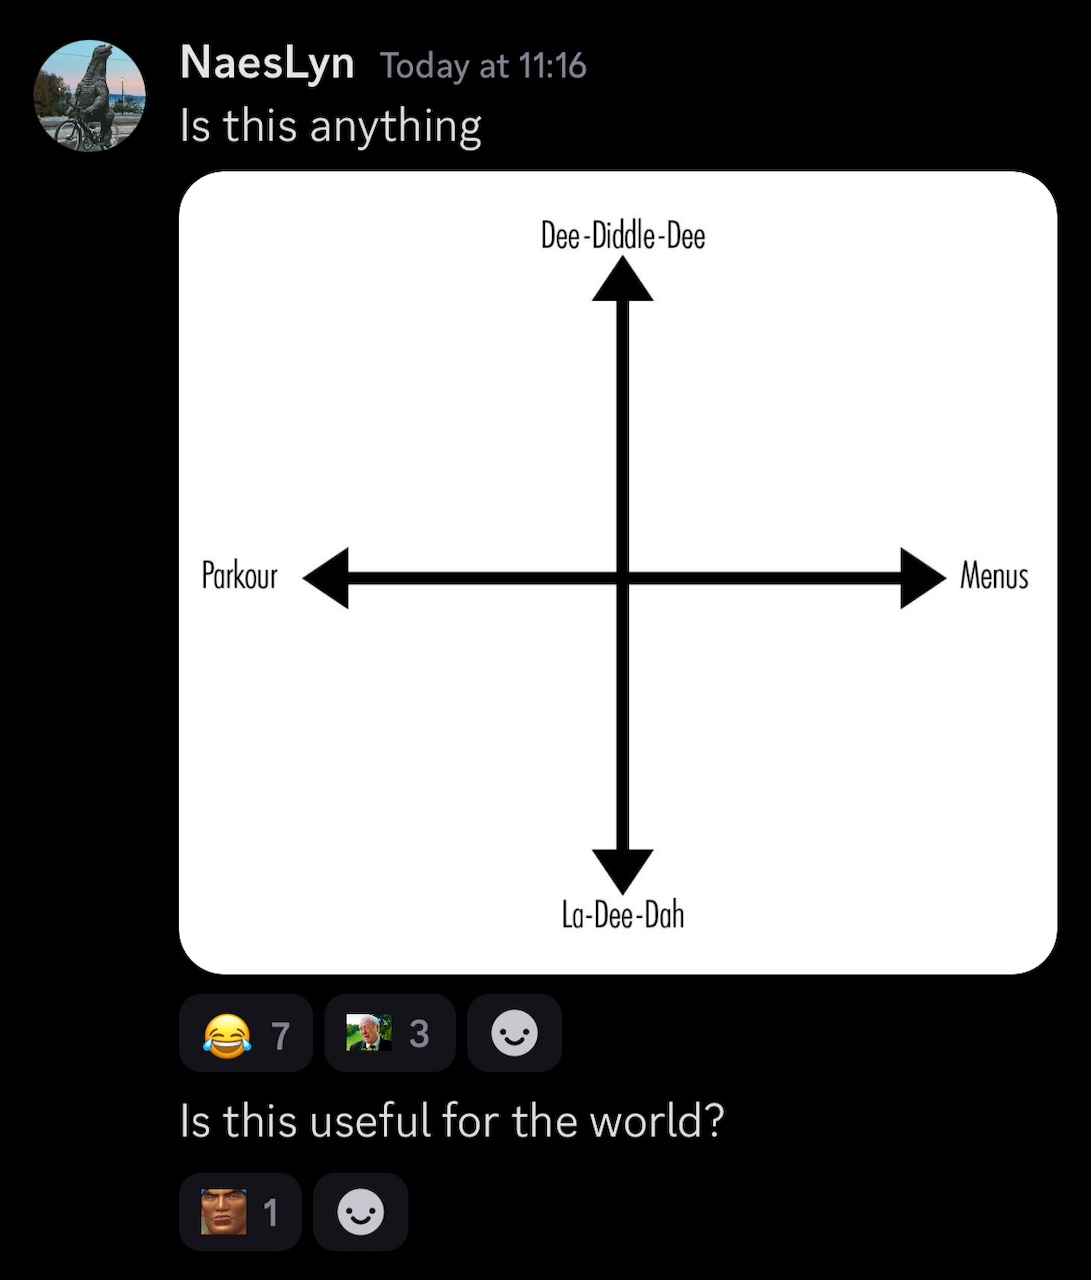 NaesLyn Today at 11:16
Is this anything
Dee-Diddle-Dee
Parkour
Menus
La-Dee-Dah
7
3
Is this useful for the world?
1